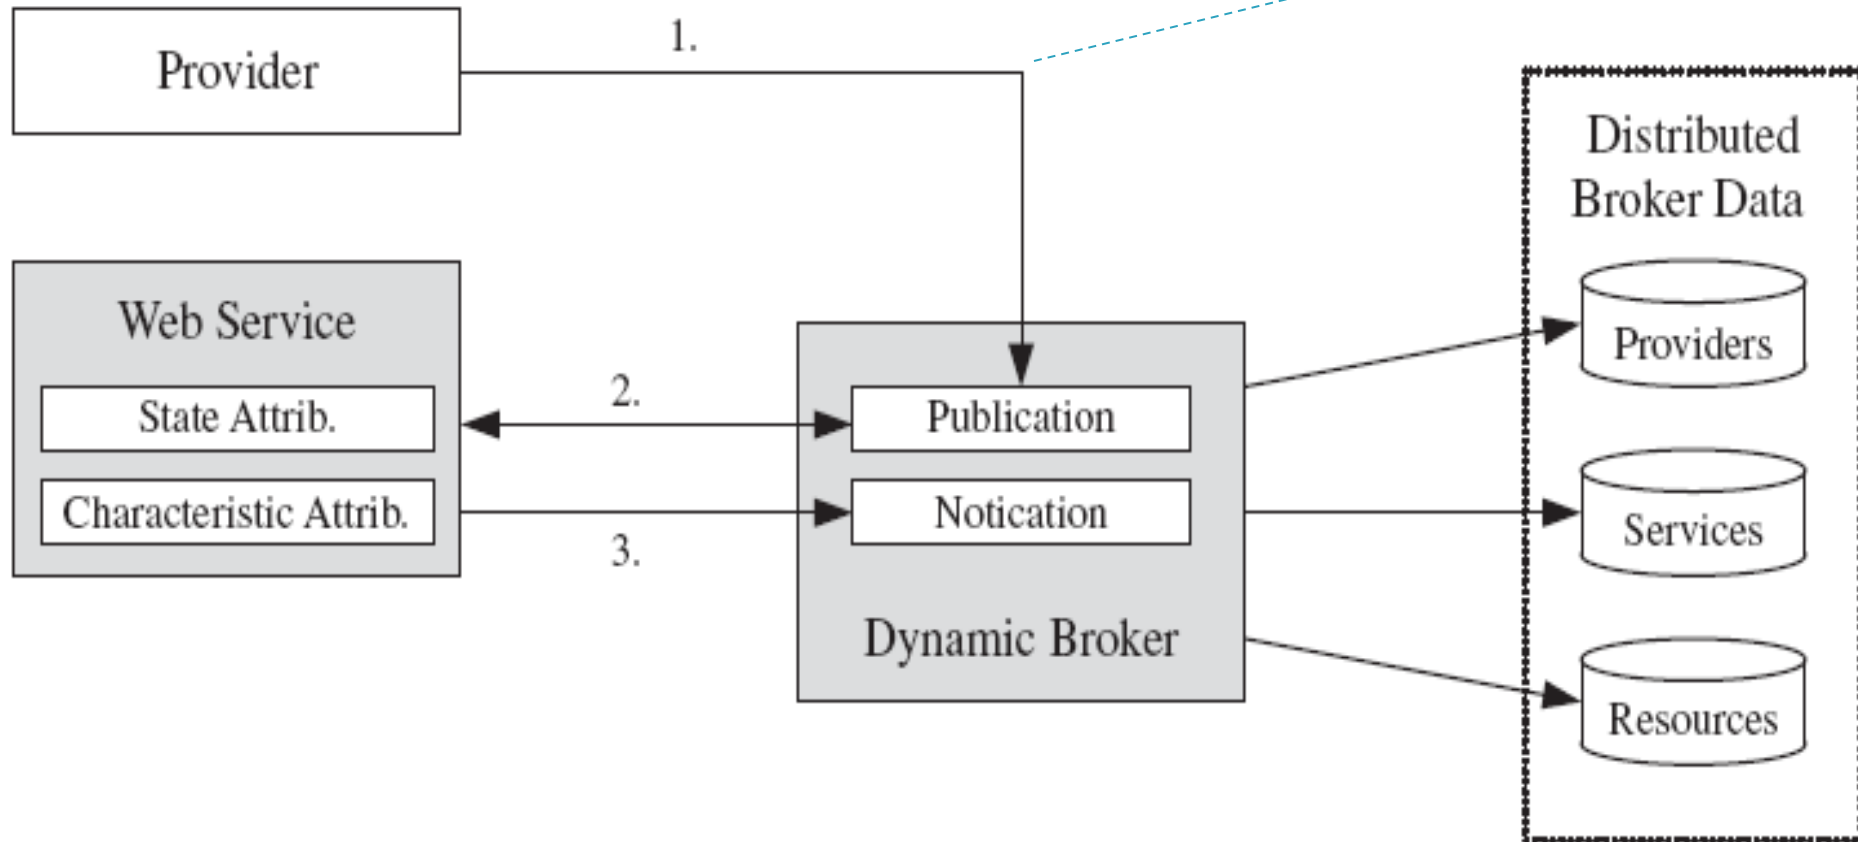 1.
Provider
Distributed
Broker Data
Web Service
State Attrib.
Characteristic Attrib.
2.
3.
Publication
Notication
Dynamic Broker
Providers
Services
Resources